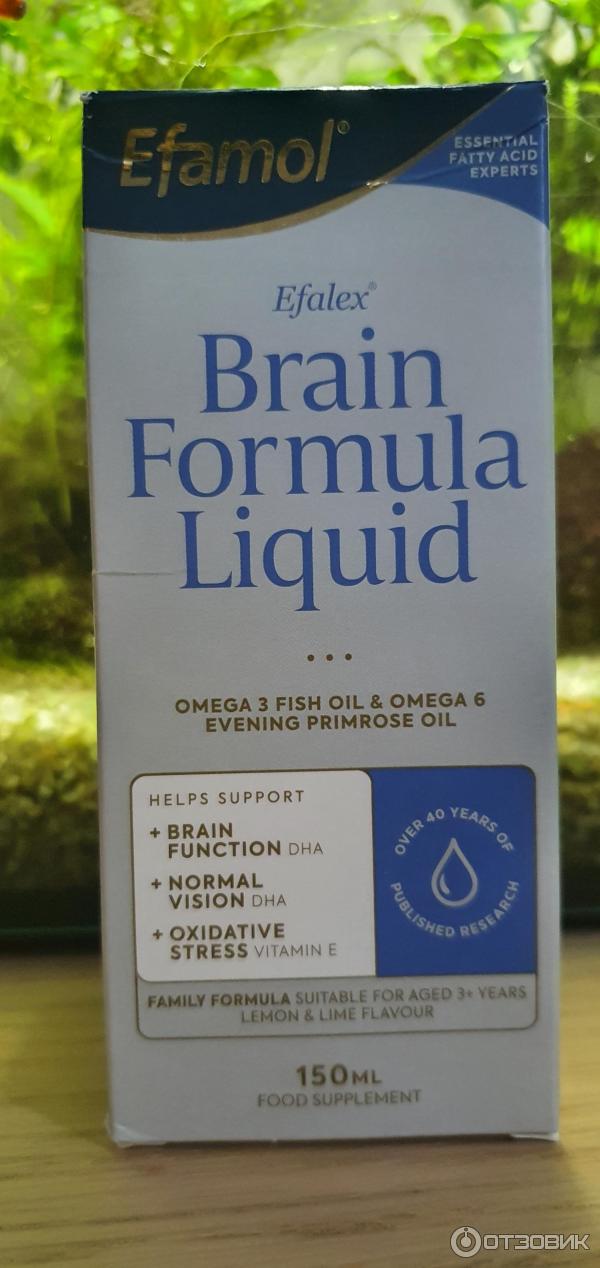 Efamol®
ESSENTIAL
FATTY ACID
EXPERTS
Efalex®
Brain
Formula
Liquid
...
OMEGA 3 FISH OIL & OMEGA 6
EVENING PRIMROSE OIL
HELPS SUPPORT
+ BRAIN
FUNCTION DHA
+ NORMAL
VISION DHA
+ OXIDATIVE
STRESS VITAMIN E
OVER 40 YEARS OF
PUBLISHED RESEARCH
FAMILY FORMULA SUITABLE FOR AGED 3+ YEARS
LEMON & LIME FLAVOUR
150ML
FOOD SUPPLEMENT
ОТЗОВИК